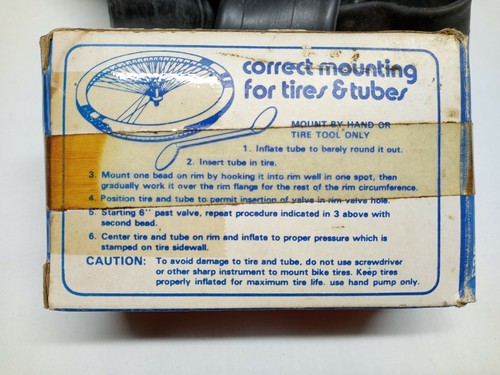 correct mounting
for tires & tubes
MOUNT BY HAND OR
TIRE TOOL ONLY
1. Inflate tube to barely round it out.
2. Insert tube in tire.
3. Mount one bead on rim by hooking it into rim well in one spot, then
gradually work it over the rim flange for the rest of the rim circumference.
4. Position tire and tube to permit insertion of valve in rim valve hole.
5. Starting 6'' past valve, repeat procedure indicated in 3 above with
second bead.
6. Center tire and tube on rim and inflate to proper pressure which is
stamped on tire sidewall.
CAUTION: To avoid damage to tire and tube, do not use screwdriver
or other sharp instrument to mount bike tires. Keep tires
properly inflated for maximum tire life. use hand pump only.